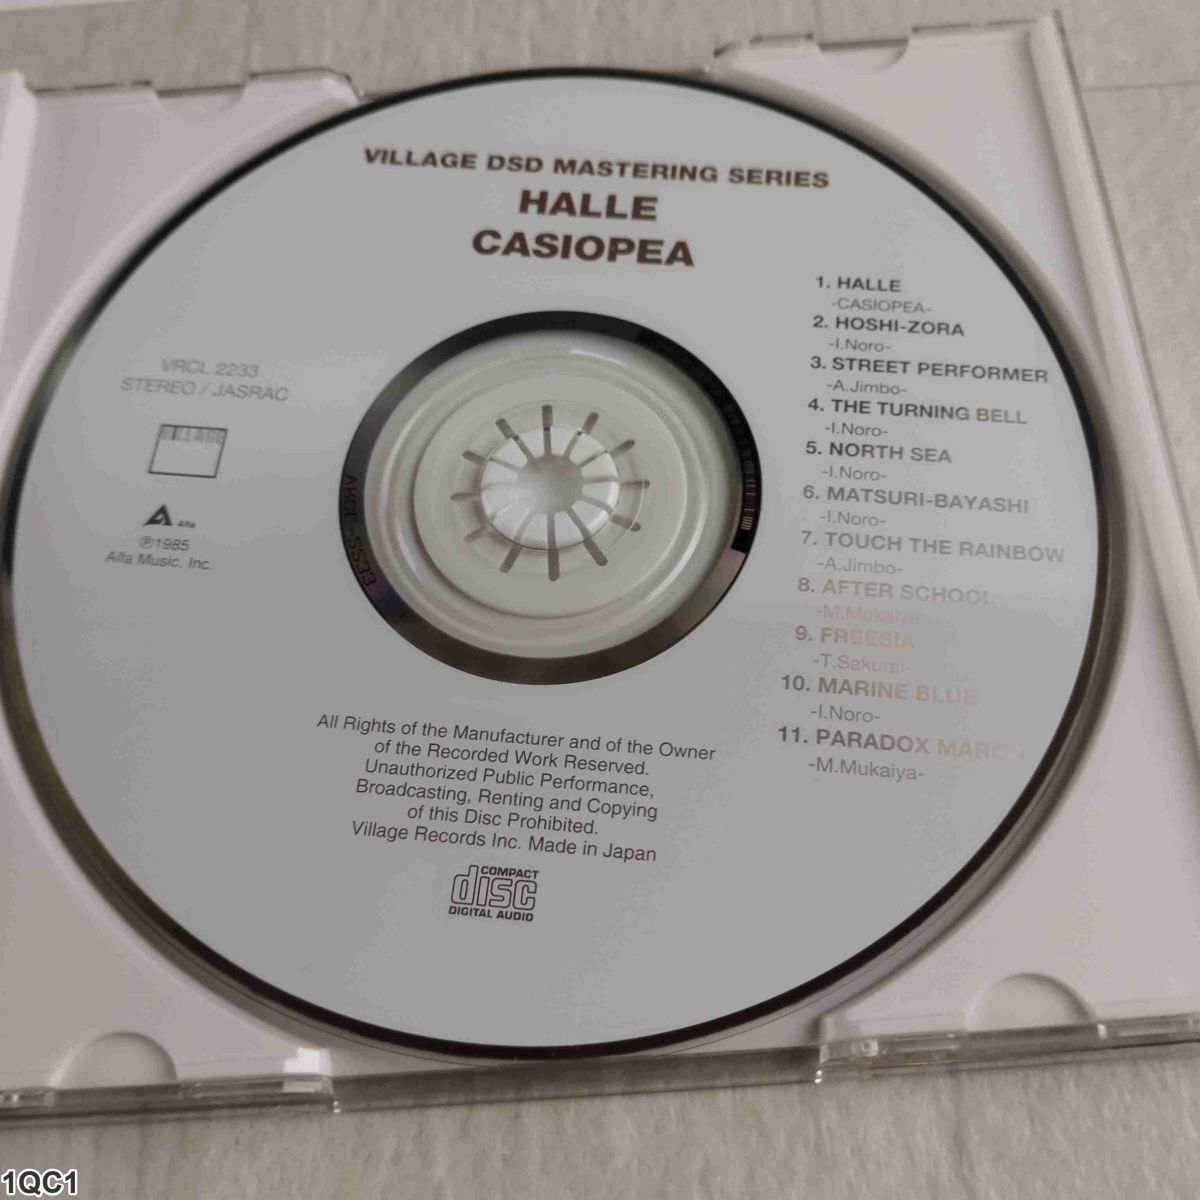 VILLAGE DSD MASTERING SERIES
HALLE
CASIOPEA
VRCL 2233
STEREO / JASRAC
VILLAGE
Alfa
℗1985
Alfa Music, Inc.
1. HALLE
-CASIOPEA-
2. HOSHI-ZORA
-I.Noro-
3. STREET PERFORMER
-A.Jimbo-
4. THE TURNING BELL
-I.Noro-
5. NORTH SEA
-I.Noro-
6. MATSURI-BAYASHI
-I.Noro-
7. TOUCH THE RAINBOW
-A.Jimbo-
8. AFTER SCHOOL
-M.Mukaiya-
9. FREESIA
-T.Sakurai-
10. MARINE BLUE
-I.Noro-
11. PARADOX MARCH
-M.Mukaiya-
All Rights of the Manufacturer and of the Owner
of the Recorded Work Reserved.
Unauthorized Public Performance,
Broadcasting, Renting and Copying
of this Disc Prohibited.
Village Records Inc. Made in Japan
COMPACT
disc
DIGITAL AUDIO
1QC1